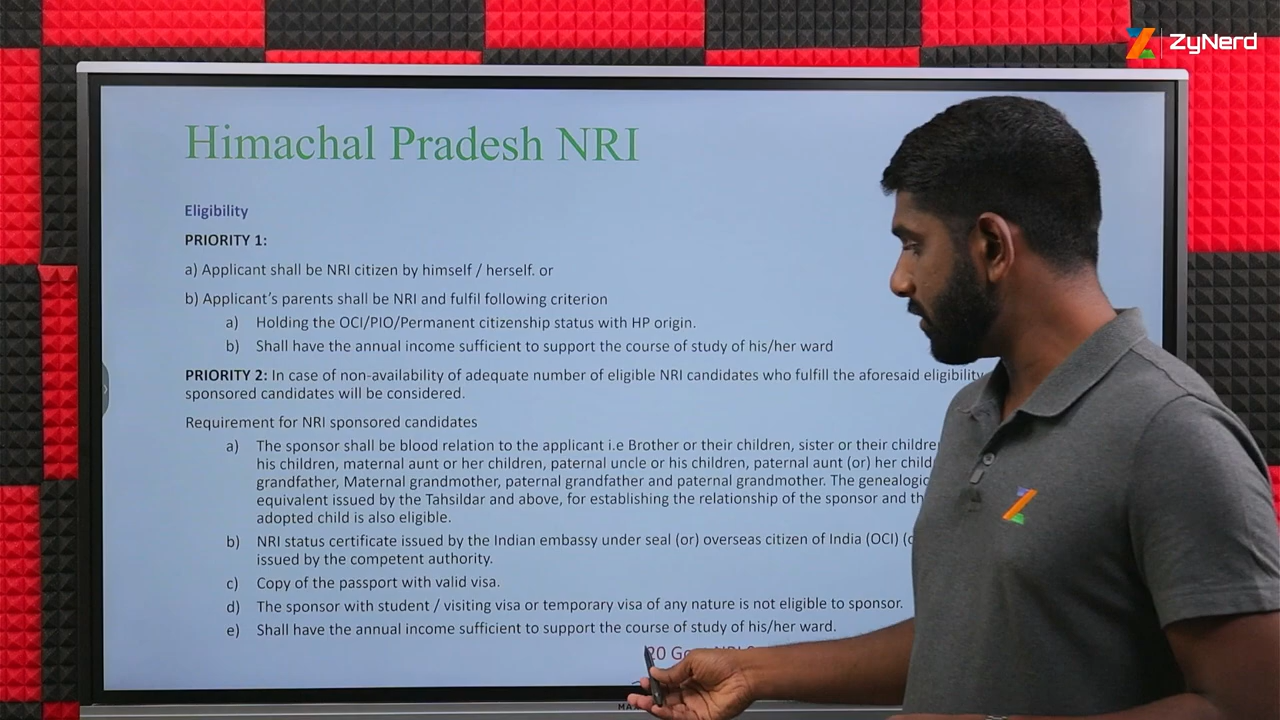 ZyNerd
Himachal Pradesh NRI
Eligibility
PRIORITY 1:
a) Applicant shall be NRI citizen by himself / herself. or
b) Applicant's parents shall be NRI and fulfil following criterion
a) Holding the OCI/PIO/Permanent citizenship status with HP origin.
b) Shall have the annual income sufficient to support the course of study of his/her ward
PRIORITY 2: In case of non-availability of adequate number of eligible NRI candidates who fulfill the aforesaid eligibility
sponsored candidates will be considered.
Requirement for NRI sponsored candidates
a) The sponsor shall be blood relation to the applicant i.e Brother or their children, sister or their
his children, maternal aunt or her children, paternal uncle or his children, paternal aunt (or) her
grandfather, Maternal grandmother, paternal grandfather and paternal grandmother. The
equivalent issued by the Tahsildar and above, for establishing the relationship of the sponsor and
adopted child is also eligible.
b) NRI status certificate issued by the Indian embassy under seal (or) overseas citizen of India (OCI)
issued by the competent authority.
c) Copy of the passport with valid visa.
d) The sponsor with student / visiting visa or temporary visa of any nature is not eligible to sponsor.
e) Shall have the annual income sufficient to support the course of study of his/her ward.
20